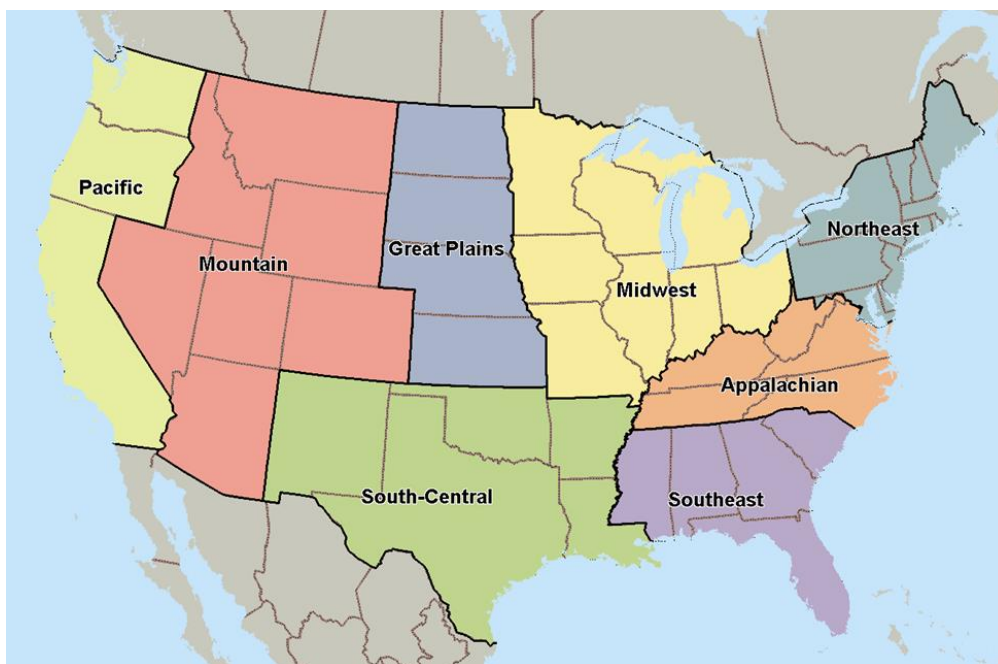 Pacific
Mountain
Great Plains
Midwest
Northeast
Appalachian
South-Central
Southeast